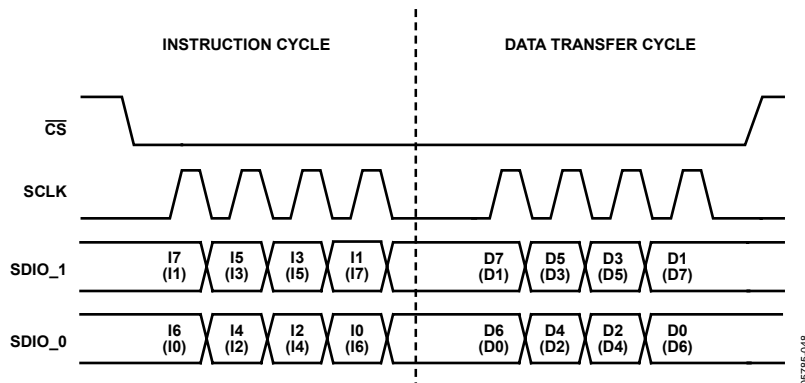 INSTRUCTION CYCLE
DATA TRANSFER CYCLE
CS
SCLK
SDIO_1
I7 I5 I3 I1 D7 D5 D3 D1
(I1) (I3) (I5) (I7) (D1) (D3) (D5) (D7)
SDIO_0
I6 I4 I2 I0 D6 D4 D2 D0
(I0) (I2) (I4) (I6) (D0) (D2) (D4) (D6)
05785-048